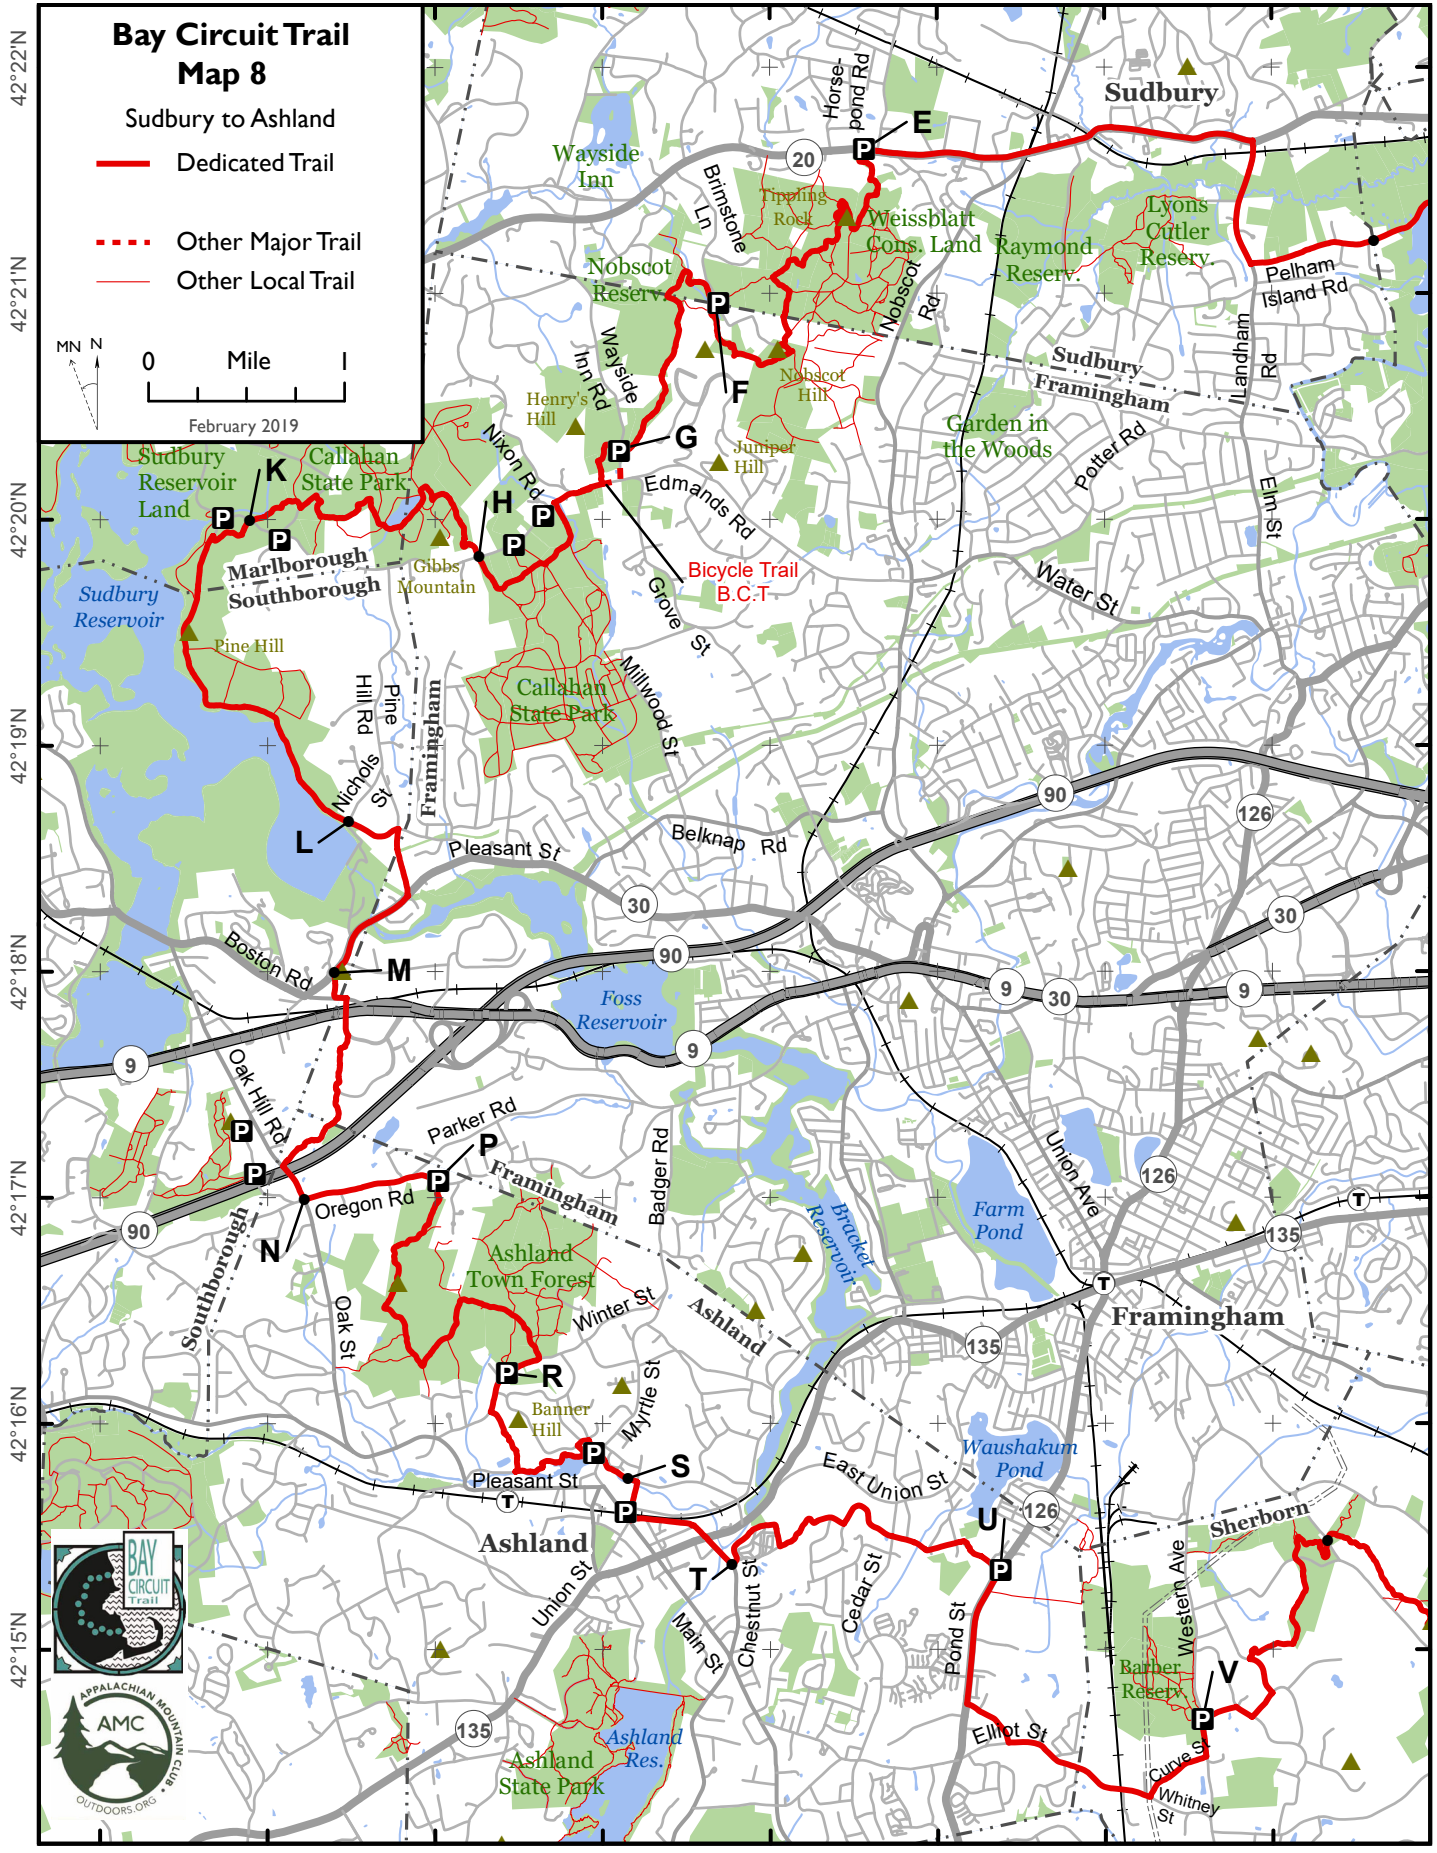 Bay Circuit Trail
Map 8
Sudbury to Ashland
Dedicated Trail
Other Major Trail
Other Local Trail
MN N
0 Mile 1
February 2019
42°22'N
42°21'N
42°20'N
42°19'N
42°18'N
42°17'N
42°16'N
42°15'N
Horse-
pond Rd
E
P
20
Sudbury
Wayside
Inn
Brimstone
Ln
Tippling
Rock
Weissblatt
Cons. Land
Raymond
Reserv.
Lyons
Cutler
Reserv.
Pelham
Island Rd
Nobscot
Reserv.
P
Nobscot
Rd
Landham
Rd
Sudbury
Framingham
Wayside
Inn Rd
F
Nobscot
Hill
Henry's
Hill
Garden in
the Woods
Potter Rd
G
P
Juniper
Hill
Nixon Rd
Edmands Rd
Elm St
Sudbury
Reservoir
Land
K
Callahan
State Park
H
P
P
P
P
Marlborough
Southborough
Gibbs
Mountain
Bicycle Trail
B.C.T
Water St
Sudbury
Reservoir
Grove St
Pine Hill
Pine
Hill Rd
Callahan
State Park
Millwood St
Framingham
Nichols
St
90
126
L
Pleasant St
Belknap Rd
30
30
Boston Rd
M
90
9
30
9
Foss
Reservoir
9
9
Oak Hill Rd
P
Parker Rd
P
P
P
Framingham
Badger Rd
Union Ave
126
T
90
Oregon Rd
N
Southborough
Bracket
Reservoir
Farm
Pond
135
Ashland
Town Forest
T
Oak St
Winter St
Ashland
Framingham
135
P
R
Banner
Hill
Myrtle St
P
Waushakum
Pond
Pleasant St
T
S
East Union St
126
U
Sherborn
Ashland
P
T
P
Union St
Main St
Chestnut St
Cedar St
Pond St
Western Ave
Barber
Reserv.
V
P
BAY
CIRCUIT
Trail
APPALACHIAN MOUNTAIN CLUB
AMC
OUTDOORS.ORG
135
Ashland
Res.
Ashland
State Park
Elliot St
Curve St
Whitney
St